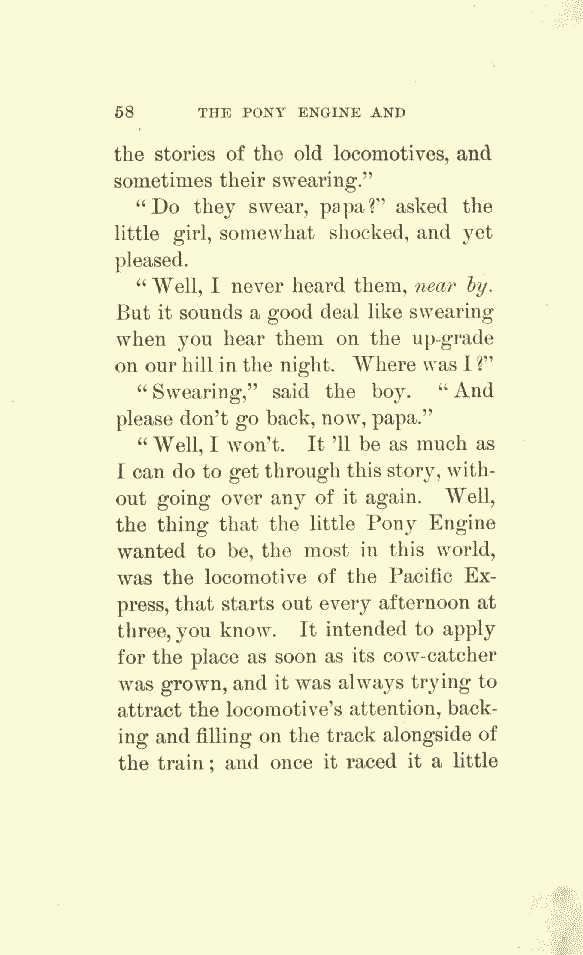 58 THE PONY ENGINE AND
the stories of the old locomotives, and
sometimes their swearing."
"Do they swear, papa?" asked the
little girl, somewhat shocked, and yet
pleased.
"Well, I never heard them, near by.
But it sounds a good deal like swearing
when you hear them on the up-grade
on our hill in the night. Where was I?"
"Swearing," said the boy. "And
please don't go back, now, papa."
"Well, I won't. It 'll be as much as
I can do to get through this story, with-
out going over any of it again. Well,
the thing that the little Pony Engine
wanted to be, the most in this world,
was the locomotive of the Pacific Ex-
press, that starts out every afternoon at
three, you know. It intended to apply
for the place as soon as its cow-catcher
was grown, and it was always trying to
attract the locomotive's attention, back-
ing and filling on the track alongside of
the train; and once it raced it a little